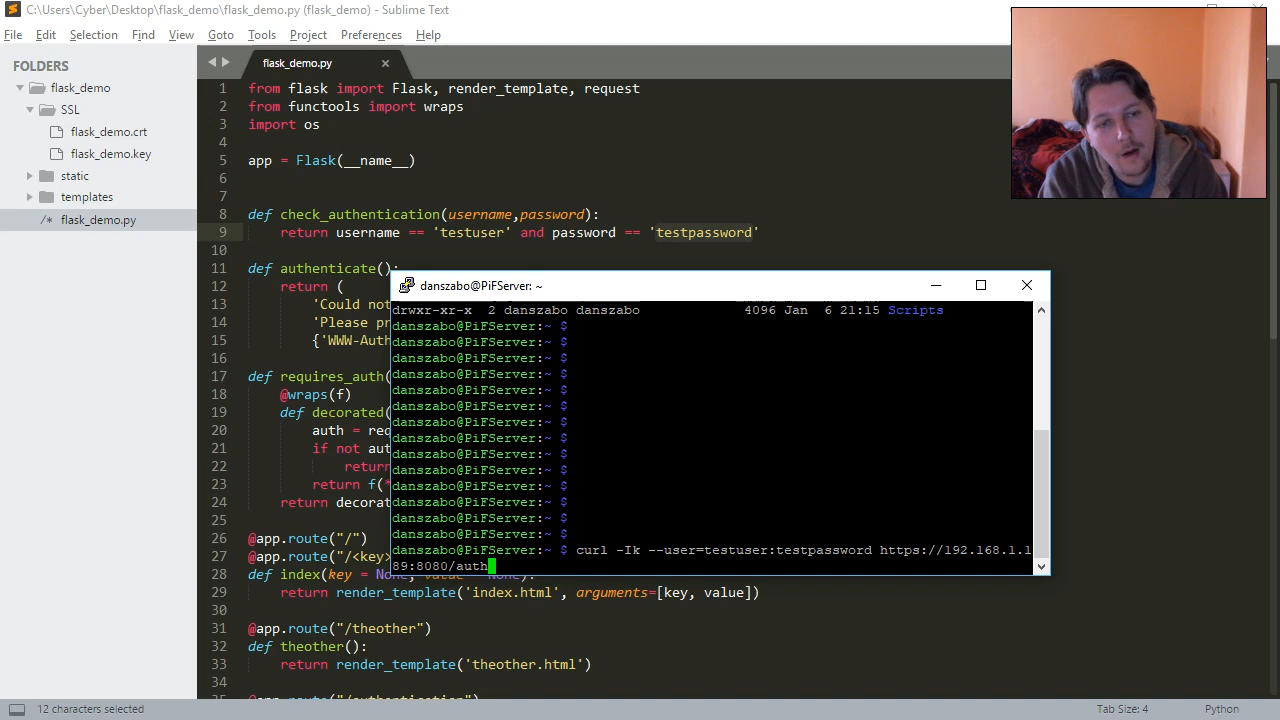 C:\Users\Cyber\Desktop\flask_demo\flask_demo.py (flask_demo) - Sublime Text
File Edit Selection Find View Goto Tools Project Preferences Help
FOLDERS
flask_demo
SSL
flask_demo.crt
flask_demo.key
static
templates
/* flask_demo.py
flask_demo.py
1 from flask import Flask, render_template, request
2 from functools import wraps
3 import os
4
5 app = Flask(__name__)
6
7
8 def check_authentication(username,password):
9 return username == 'testuser' and password == 'testpassword'
10
11 def authenticate():
12 return (
13 'Could not
14 'Please pr
15 {'WWW-Auth
16
17 def requires_auth(
18 @wraps(f)
19 def decorated(
20 auth = req
21 if not aut
22 return
23 return f(*
24 return decorat
25
26 @app.route("/")
27 @app.route("/<key>
28 def index(key = None, value = None):
29 return render_template('index.html', arguments=[key, value])
30
31 @app.route("/theother")
32 def theother():
33 return render_template('theother.html')
34
35 @app.route("/authentication")
danszabo@PiFServer: ~
drwxr-xr-x 2 danszabo danszabo 4096 Jan 6 21:15 Scripts
danszabo@PiFServer:~ $
danszabo@PiFServer:~ $
danszabo@PiFServer:~ $
danszabo@PiFServer:~ $
danszabo@PiFServer:~ $
danszabo@PiFServer:~ $
danszabo@PiFServer:~ $
danszabo@PiFServer:~ $
danszabo@PiFServer:~ $
danszabo@PiFServer:~ $
danszabo@PiFServer:~ $
danszabo@PiFServer:~ $
danszabo@PiFServer:~ $
danszabo@PiFServer:~ $
danszabo@PiFServer:~ $ curl -Ik --user=testuser:testpassword https://192.168.1.1
89:8080/auth
12 characters selected
Tab Size: 4
Python